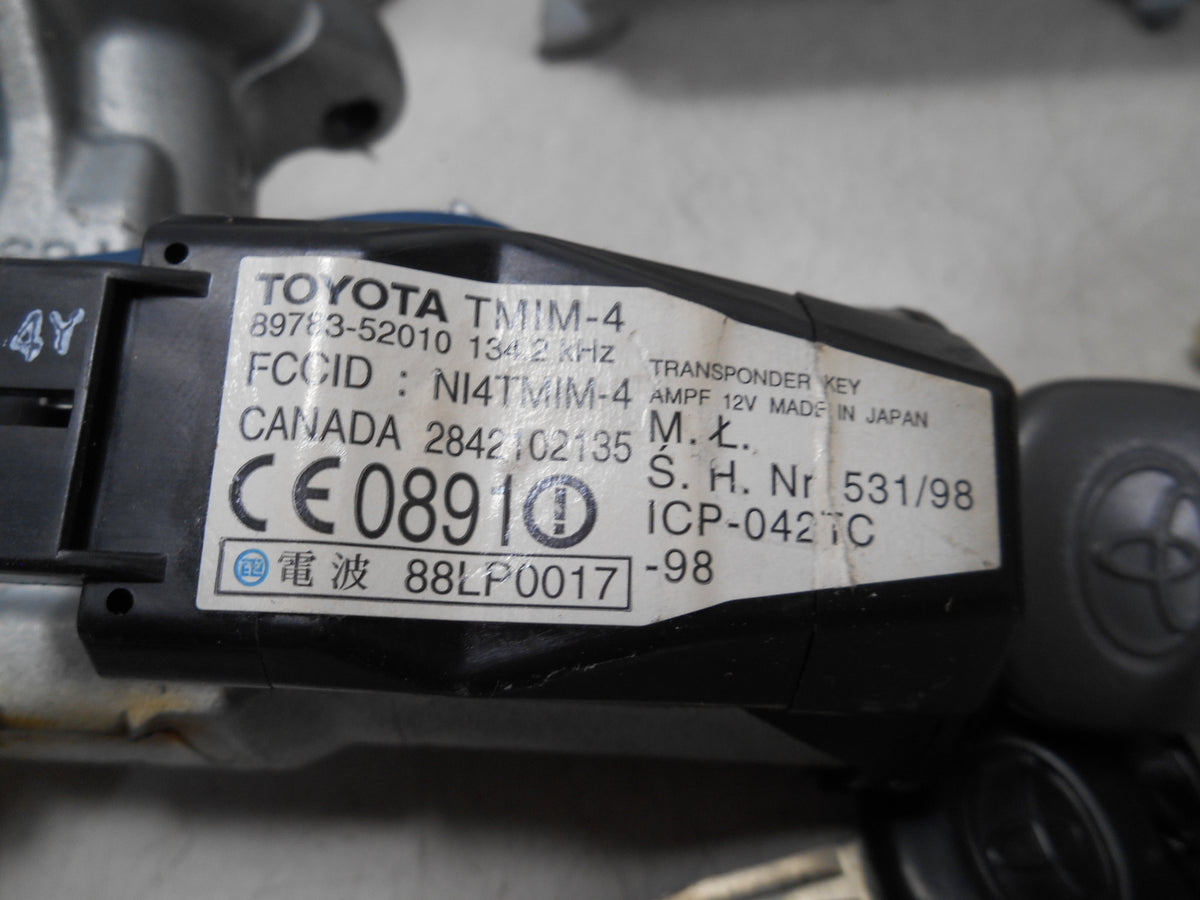 4Y
TOYOTA TMIM-4
89783-52010 134.2 kHz
FCCID : NI4TMIM-4
CANADA 2842102135
CE0891
電波 88LP0017
TRANSPONDER KEY
AMPF 12V MADE IN JAPAN
M. Ł.
Ś. H. Nr 531/98
ICP-042TC
-98